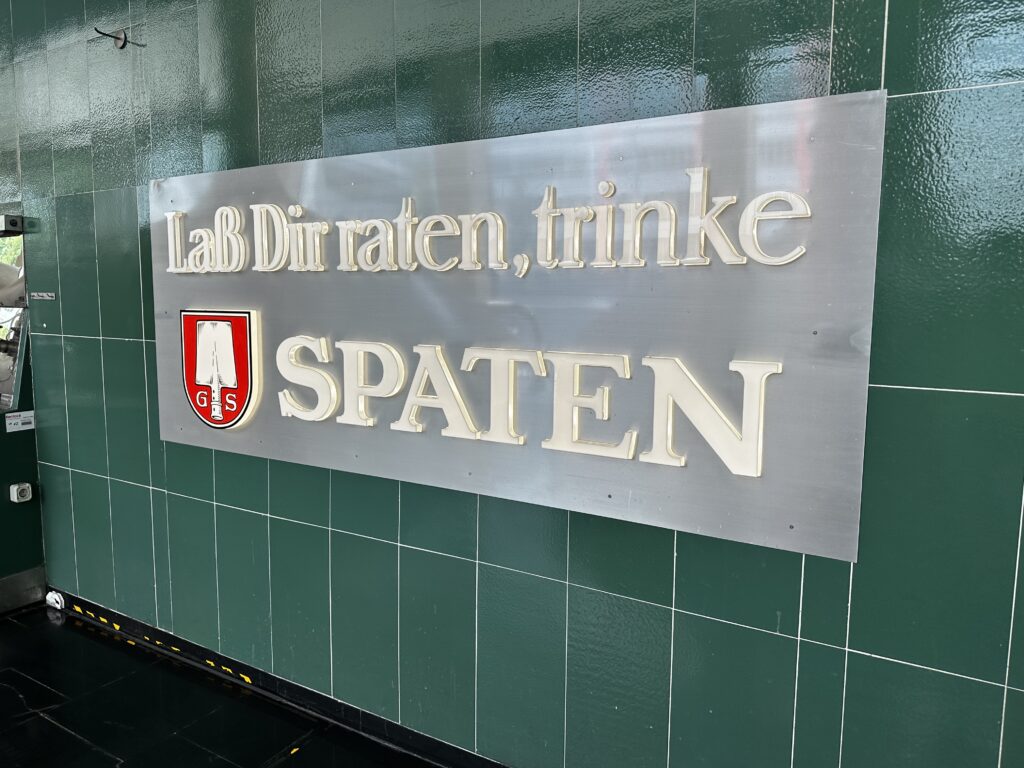 Laß Dir raten, trinke
SPATEN
G S